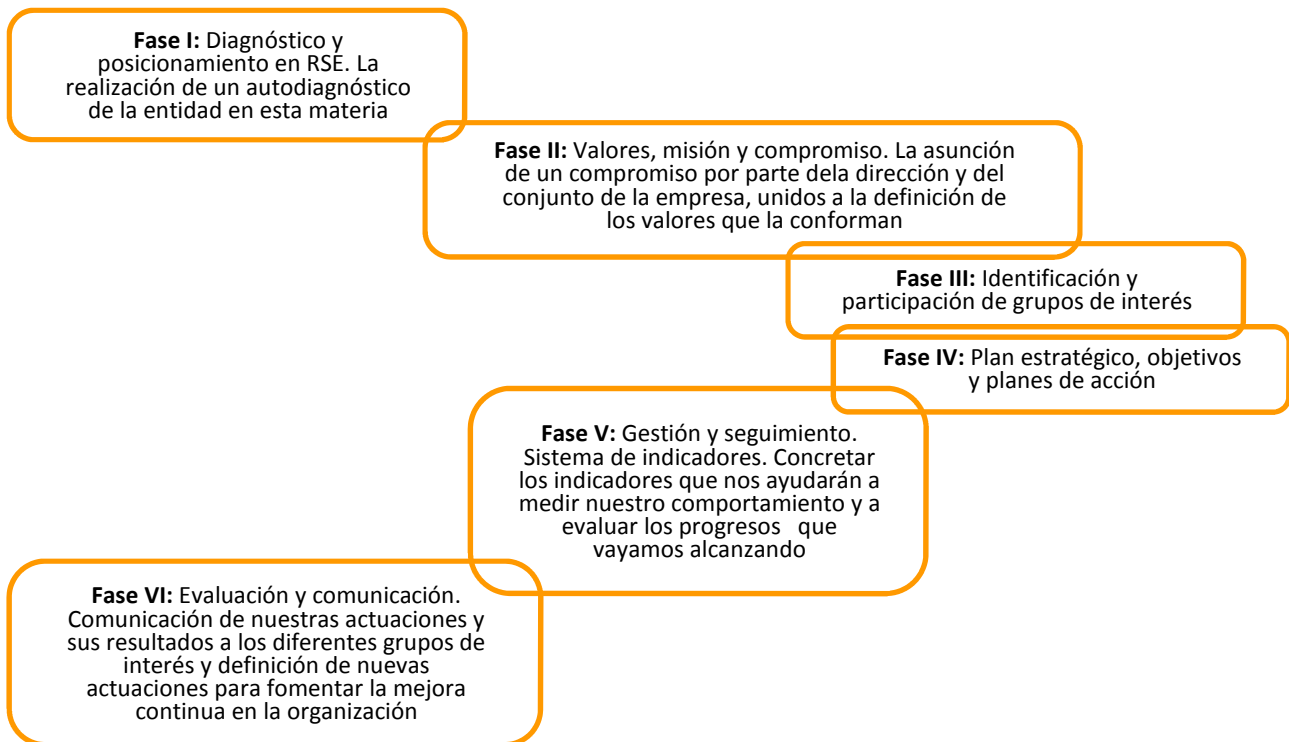 Fase I: Diagnóstico y
posicionamiento en RSE. La
realización de un autodiagnóstico
de la entidad en esta materia
Fase II: Valores, misión y compromiso. La asunción
de un compromiso por parte dela dirección y del
conjunto de la empresa, unidos a la definición de
los valores que la conforman
Fase III: Identificación y
participación de grupos de interés
Fase IV: Plan estratégico, objetivos
y planes de acción
Fase V: Gestión y seguimiento.
Sistema de indicadores. Concretar
los indicadores que nos ayudarán a
medir nuestro comportamiento y a
evaluar los progresos que
vayamos alcanzando
Fase VI: Evaluación y comunicación.
Comunicación de nuestras actuaciones y
sus resultados a los diferentes grupos de
interés y definición de nuevas
actuaciones para fomentar la mejora
continua en la organización